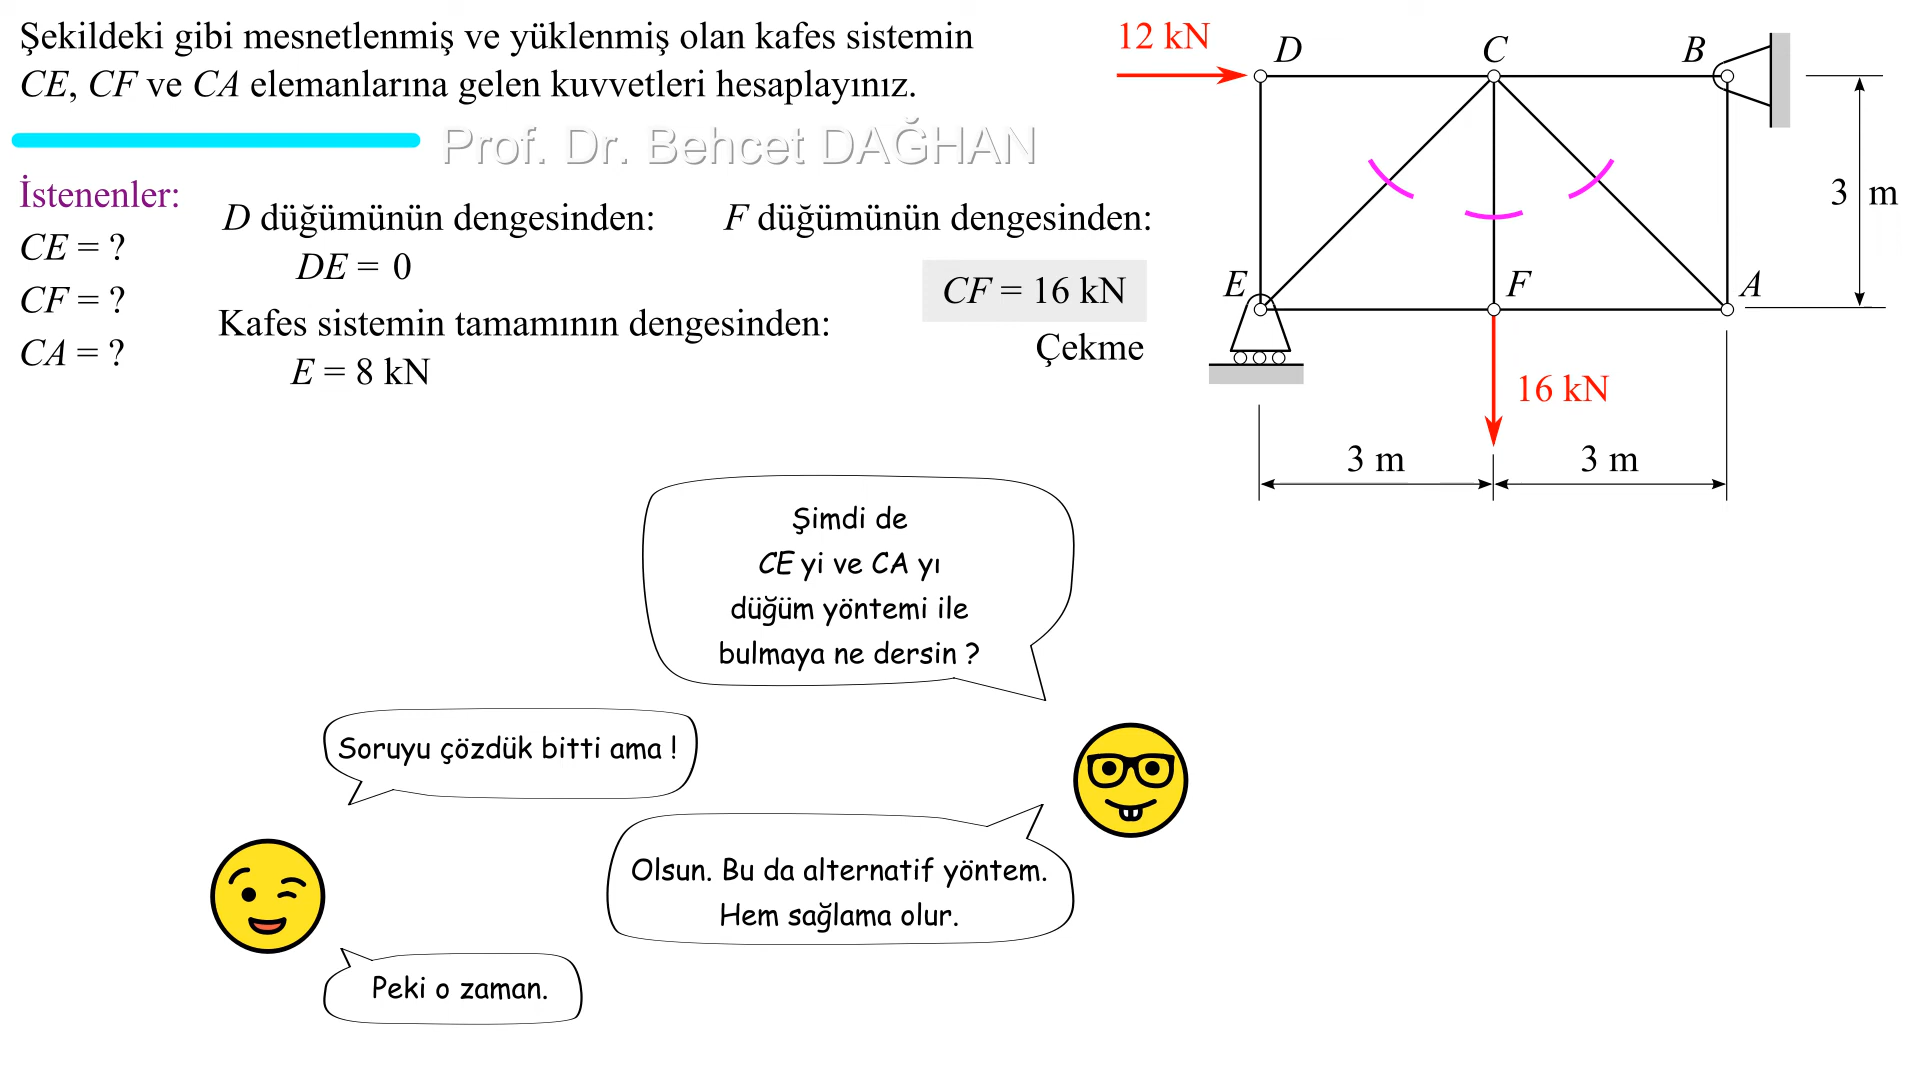 Şekildeki gibi mesnetlenmiş ve yüklenmiş olan kafes sistemin
CE, CF ve CA elemanlarına gelen kuvvetleri hesaplayınız.
Prof. Dr. Behcet DAĞHAN
İstenenler:
CE = ?
CF = ?
CA = ?
D düğümünün dengesinden:
DE = 0
Kafes sistemin tamamının dengesinden:
E = 8 kN
F düğümünün dengesinden:
CF = 16 kN
Çekme
12 kN
D
C
B
3 m
E
F
A
16 kN
3 m
3 m
Şimdi de
CE yi ve CA yı
düğüm yöntemi ile
bulmaya ne dersin ?
Soruyu çözdük bitti ama !
Olsun. Bu da alternatif yöntem.
Hem sağlama olur.
Peki o zaman.